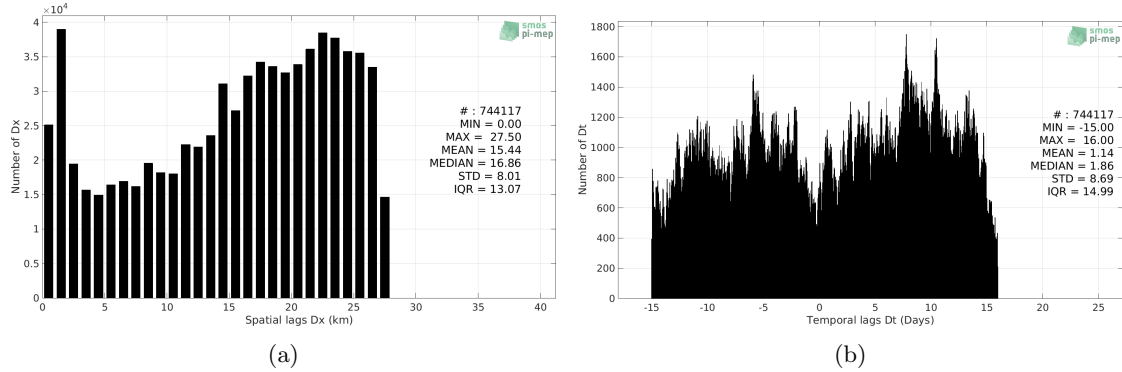 ×10⁴
4
3.5
3
2.5
2
1.5
1
0.5
0
0 5 10 15 20 25 30 35 40
Number of Dx
Spatial lags Dx (km)
smos
pi-mep
# : 744117
MIN = 0.00
MAX = 27.50
MEAN = 15.44
MEDIAN = 16.86
STD = 8.01
IQR = 13.07
(a)
1800
1600
1400
1200
1000
800
600
400
200
0
-15 -10 -5 0 5 10 15 20 25
Number of Dt
Temporal lags Dt (Days)
smos
pi-mep
# : 744117
MIN = -15.00
MAX = 16.00
MEAN = 1.14
MEDIAN = 1.86
STD = 8.69
IQR = 14.99
(b)